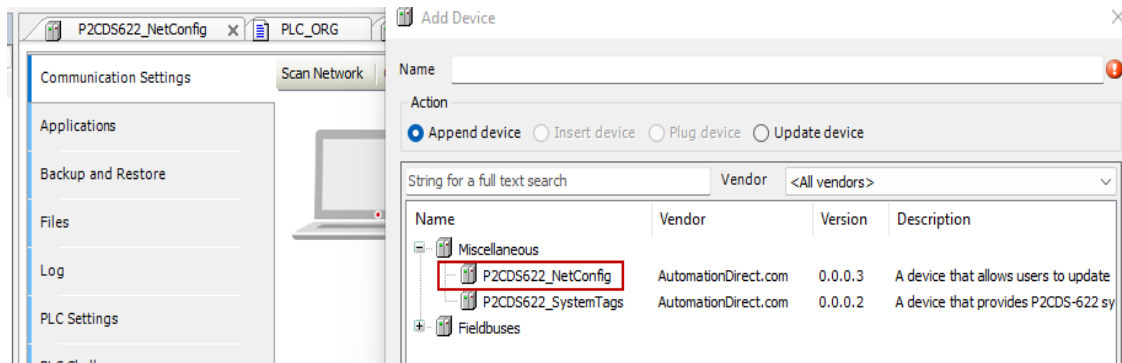 P2CDS622_NetConfig
PLC_ORG
Communication Settings
Scan Network
Applications
Backup and Restore
Files
Log
PLC Settings
Add Device
Name
Action
Append device
Insert device
Plug device
Update device
String for a full text search
Vendor
<All vendors>
Name Vendor Version Description
Miscellaneous
P2CDS622_NetConfig AutomationDirect.com 0.0.0.3 A device that allows users to update
P2CDS622_SystemTags AutomationDirect.com 0.0.0.2 A device that provides P2CDS-622 sy
Fieldbuses